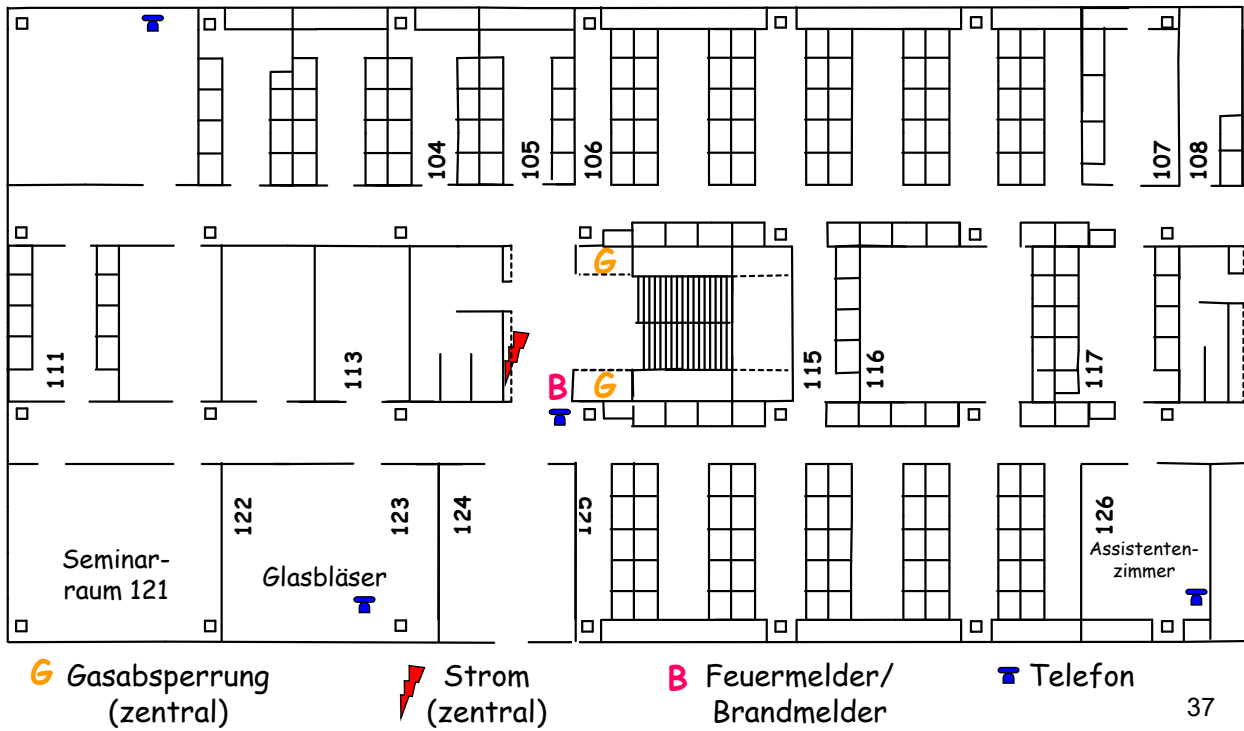 104
105
106
107
108
G
111
113
B
G
115
116
117
122
123
124
125
126
Seminar-
raum 121
Glasbläser
Assistenten-
zimmer
G Gasabsperrung
(zentral)
Strom
(zentral)
B Feuermelder/
Brandmelder
Telefon
37